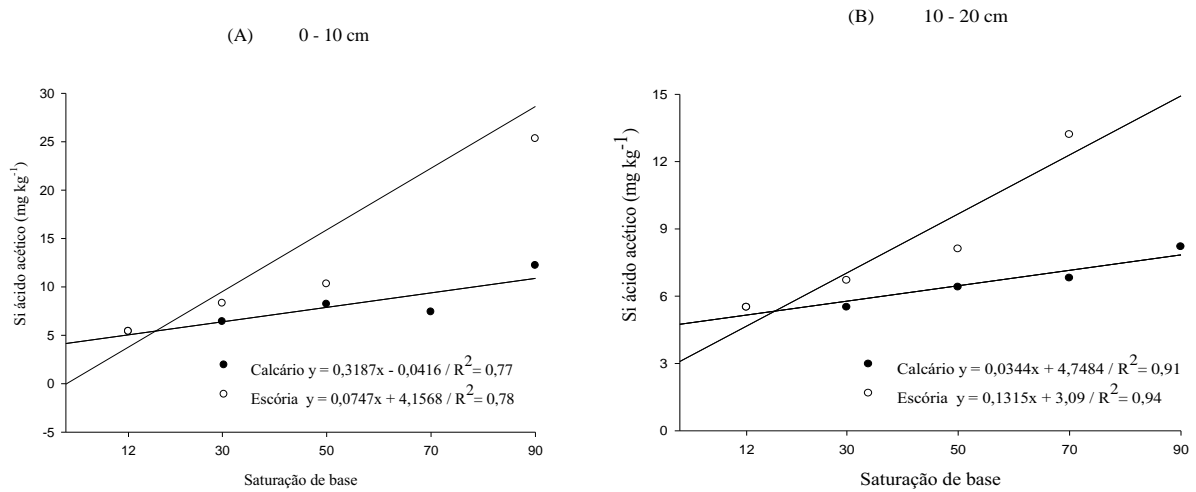 (A) 0 - 10 cm
30
25
20
15
10
5
0
-5
Si ácido acético (mg kg-1)
Calcário y = 0,3187x - 0,0416 / R2= 0,77
Escória y = 0,0747x + 4,1568 / R2= 0,78
12 30 50 70 90
Saturação de base
(B) 10 - 20 cm
15
12
9
6
3
0
Si ácido acético (mg kg-1)
Calcário y = 0,0344x + 4,7484 / R2= 0,91
Escória y = 0,1315x + 3,09 / R2= 0,94
12 30 50 70 90
Saturação de base